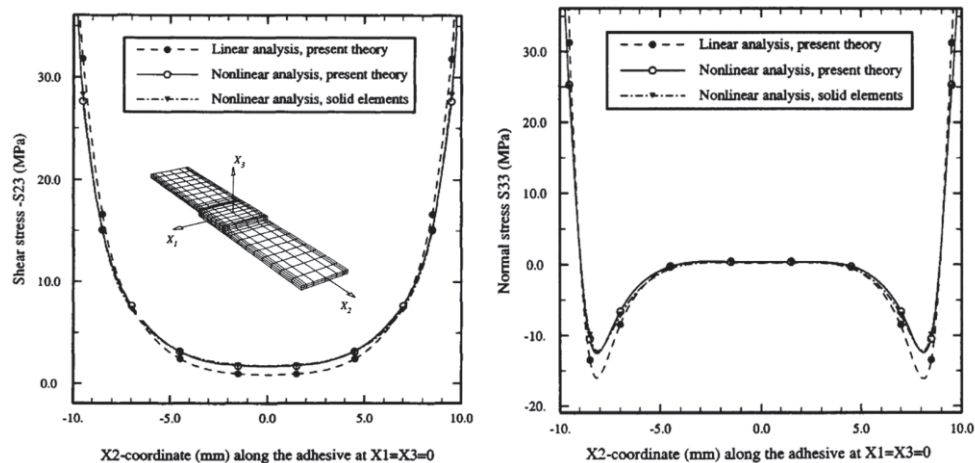 Linear analysis, present theory
Nonlinear analysis, present theory
Nonlinear analysis, solid elements
Shear stress -S23 (MPa)
30.0
20.0
10.0
0.0
X3
X1
X2
-10.
-5.0
0.0
5.0
10.0
X2-coordinate (mm) along the adhesive at X1=X3=0
Linear analysis, present theory
Nonlinear analysis, present theory
Nonlinear analysis, solid elements
Normal stress S33 (MPa)
30.0
20.0
10.0
0.0
-10.
-20.
-10.
-5.0
0.0
5.0
10.0
X2-coordinate (mm) along the adhesive at X1=X3=0